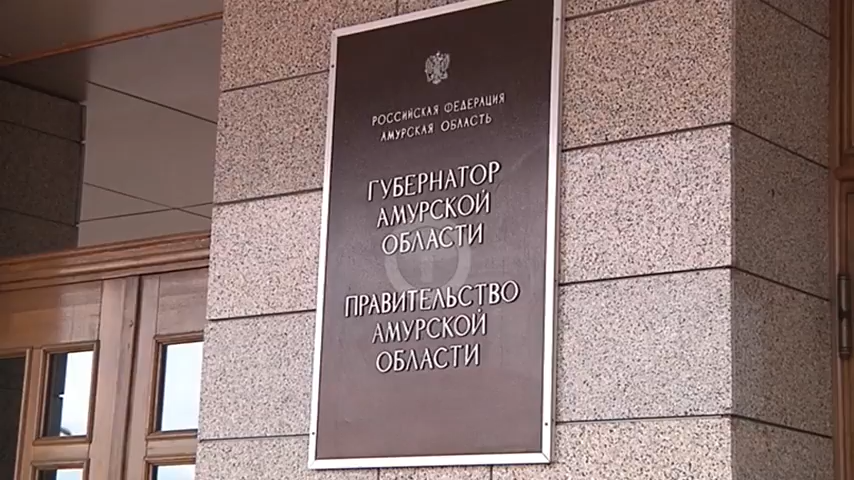 РОССИЙСКАЯ ФЕДЕРАЦИЯ
АМУРСКАЯ ОБЛАСТЬ
ГУБЕРНАТОР
АМУРСКОЙ
ОБЛАСТИ
ПРАВИТЕЛЬСТВО
АМУРСКОЙ
ОБЛАСТИ